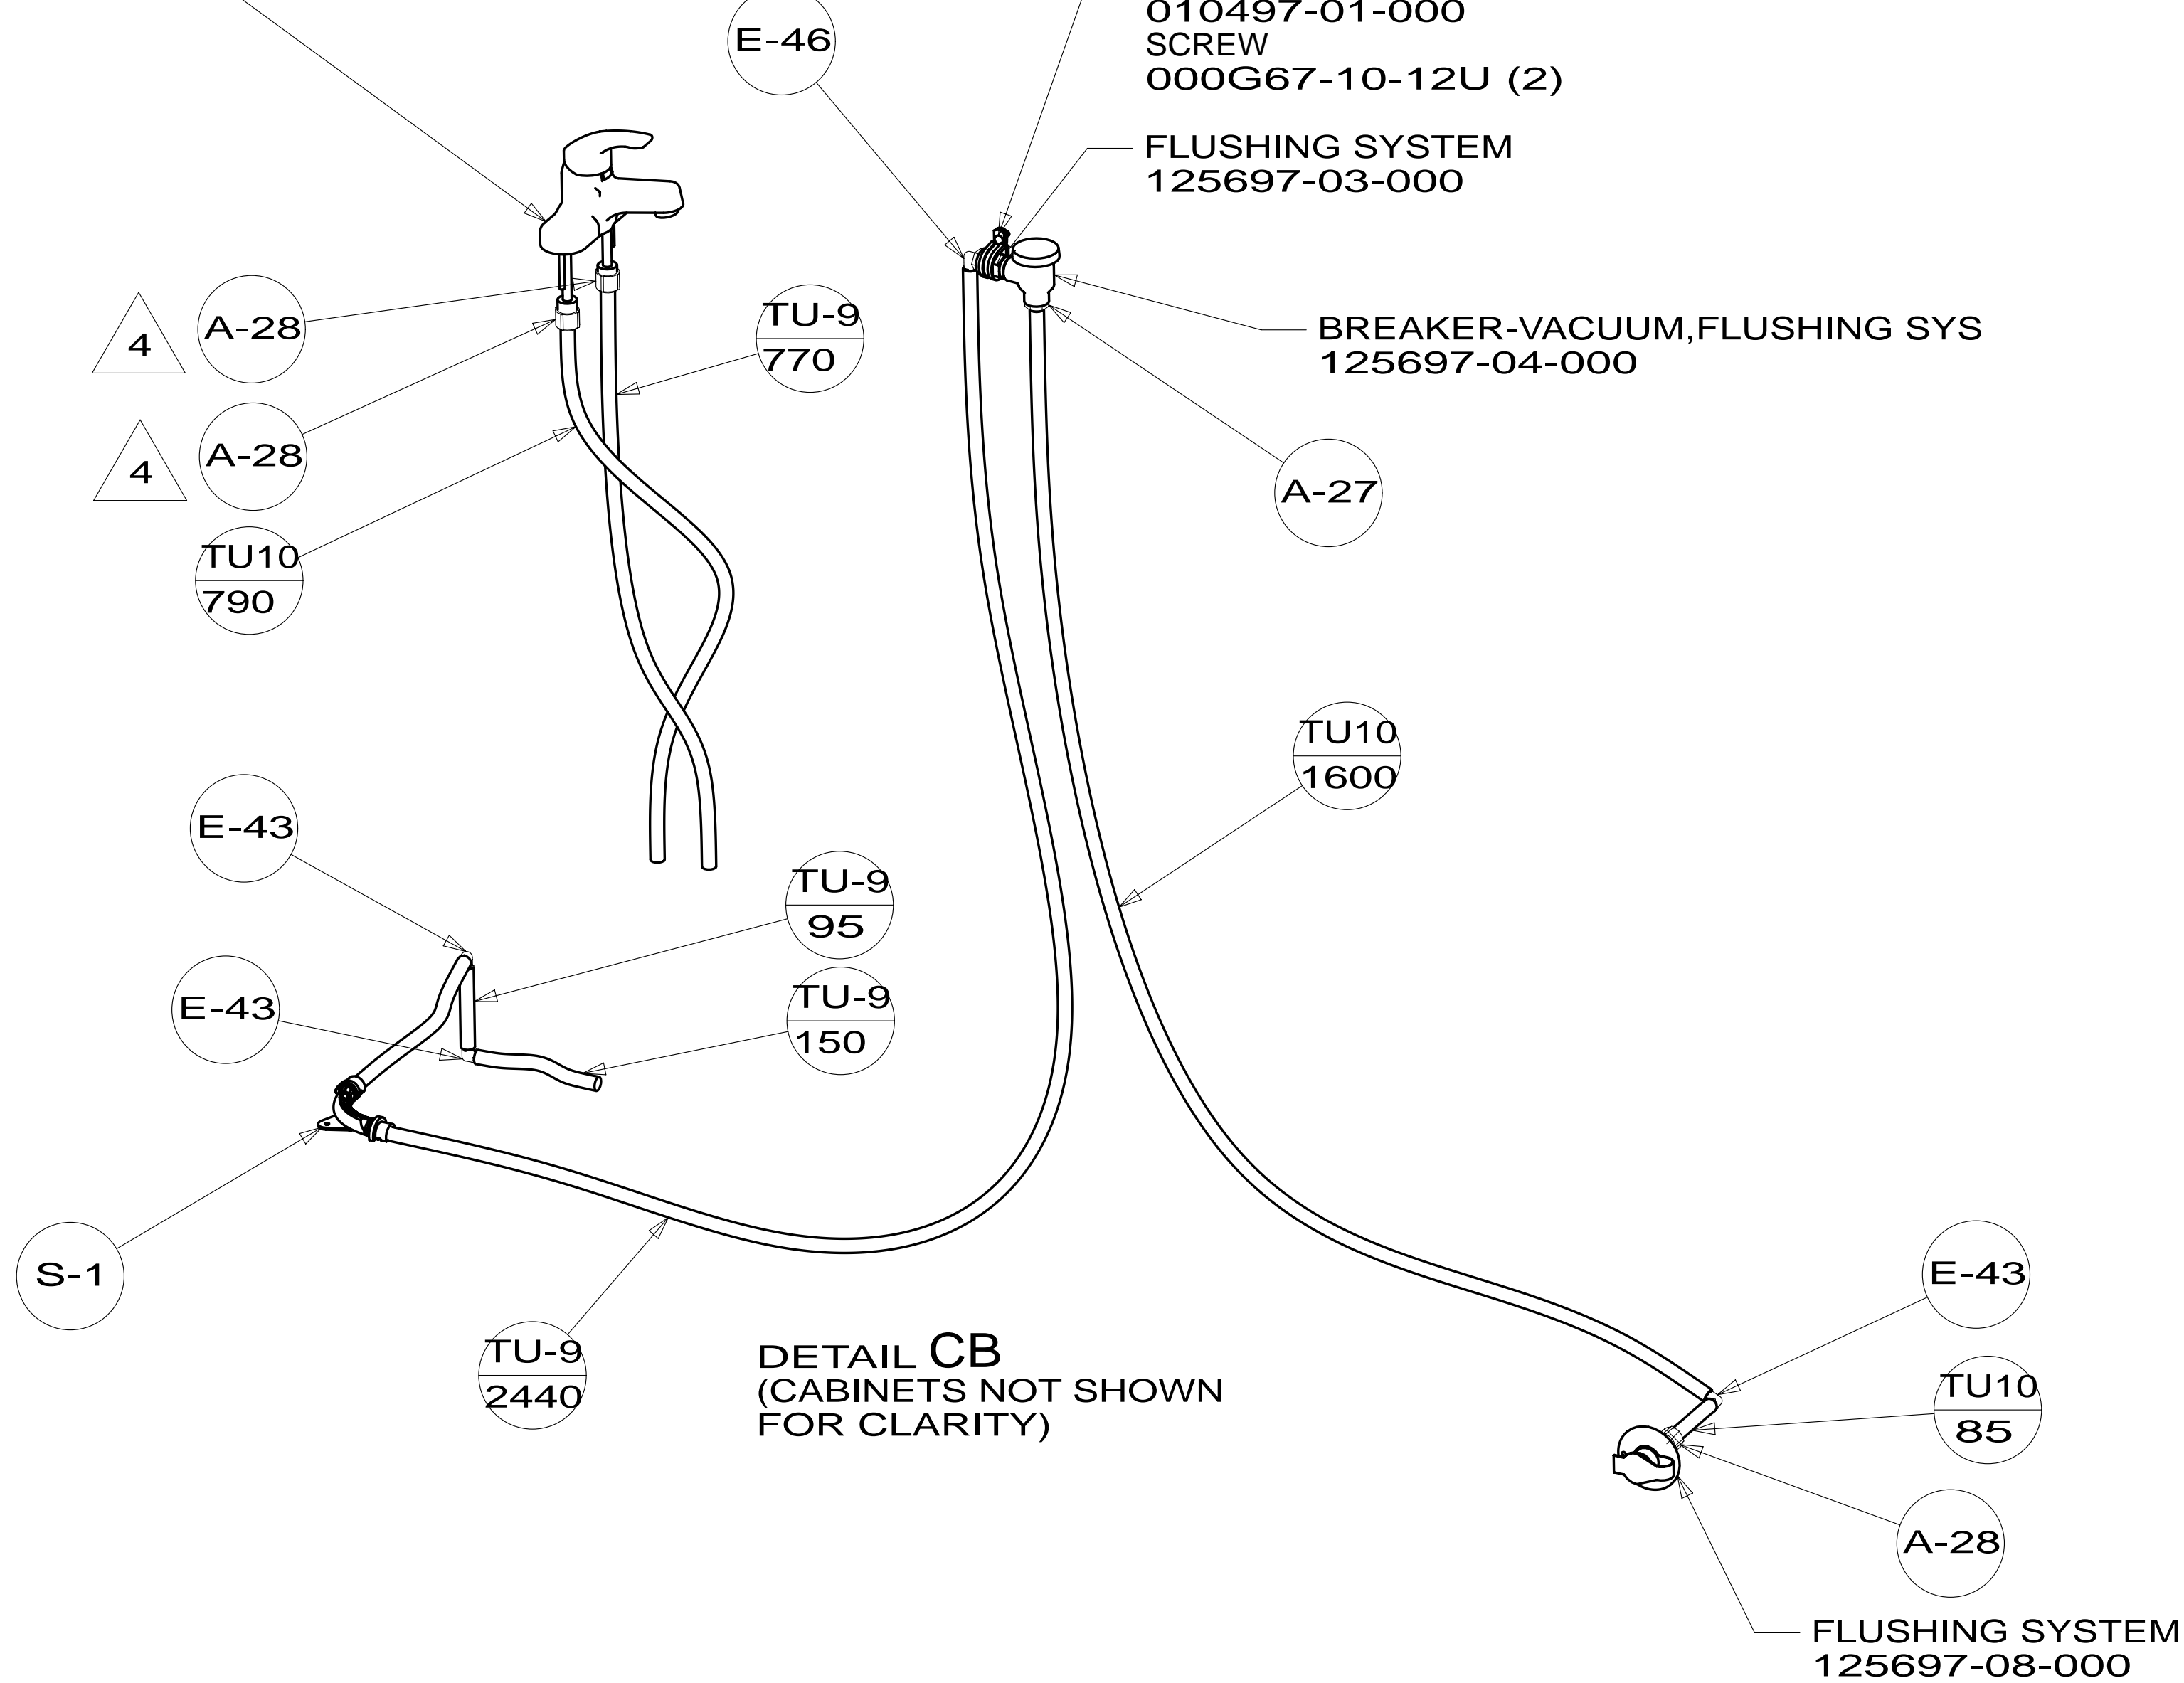 010497-01-000
SCREW
000G67-10-12U (2)
E-46
FLUSHING SYSTEM
125697-03-000
4
A-28
TU-9
770
BREAKER-VACUUM,FLUSHING SYS
125697-04-000
4
A-28
A-27
TU10
790
TU10
1600
E-43
TU-9
95
E-43
TU-9
150
S-1
E-43
TU-9
2440
DETAIL CB
(CABINETS NOT SHOWN
FOR CLARITY)
TU10
85
A-28
FLUSHING SYSTEM
125697-08-000